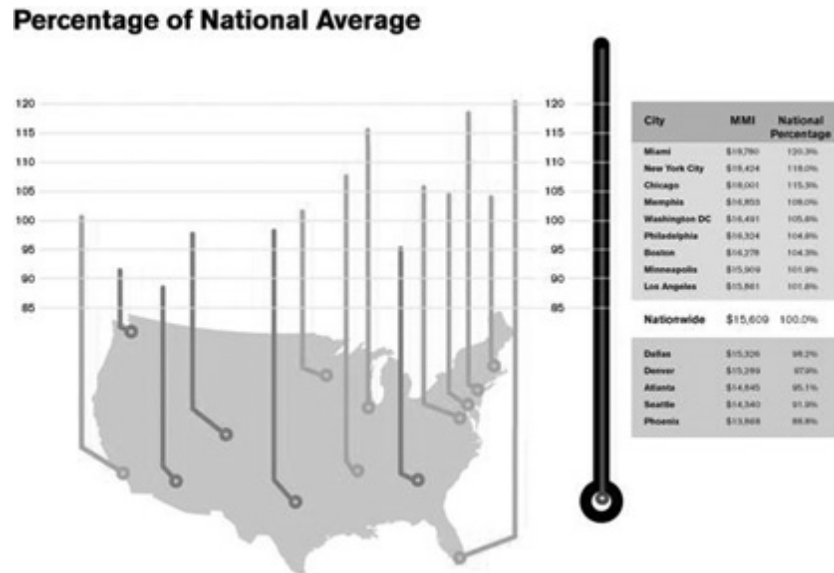 Percentage of National Average
120 120
115 115
110 110
105 105
100 100
95 95
90 90
85 85
City MMI National Percentage
Miami $18,780 120.3%
New York City $18,424 118.0%
Chicago $18,001 115.3%
Memphis $16,853 108.0%
Washington DC $16,491 105.6%
Philadelphia $16,324 104.6%
Boston $16,278 104.3%
Minneapolis $15,909 101.9%
Los Angeles $15,861 101.6%
Nationwide $15,609 100.0%
Dallas $15,326 98.2%
Denver $15,289 97.9%
Atlanta $14,845 95.1%
Seattle $14,340 91.9%
Phoenix $13,868 88.8%